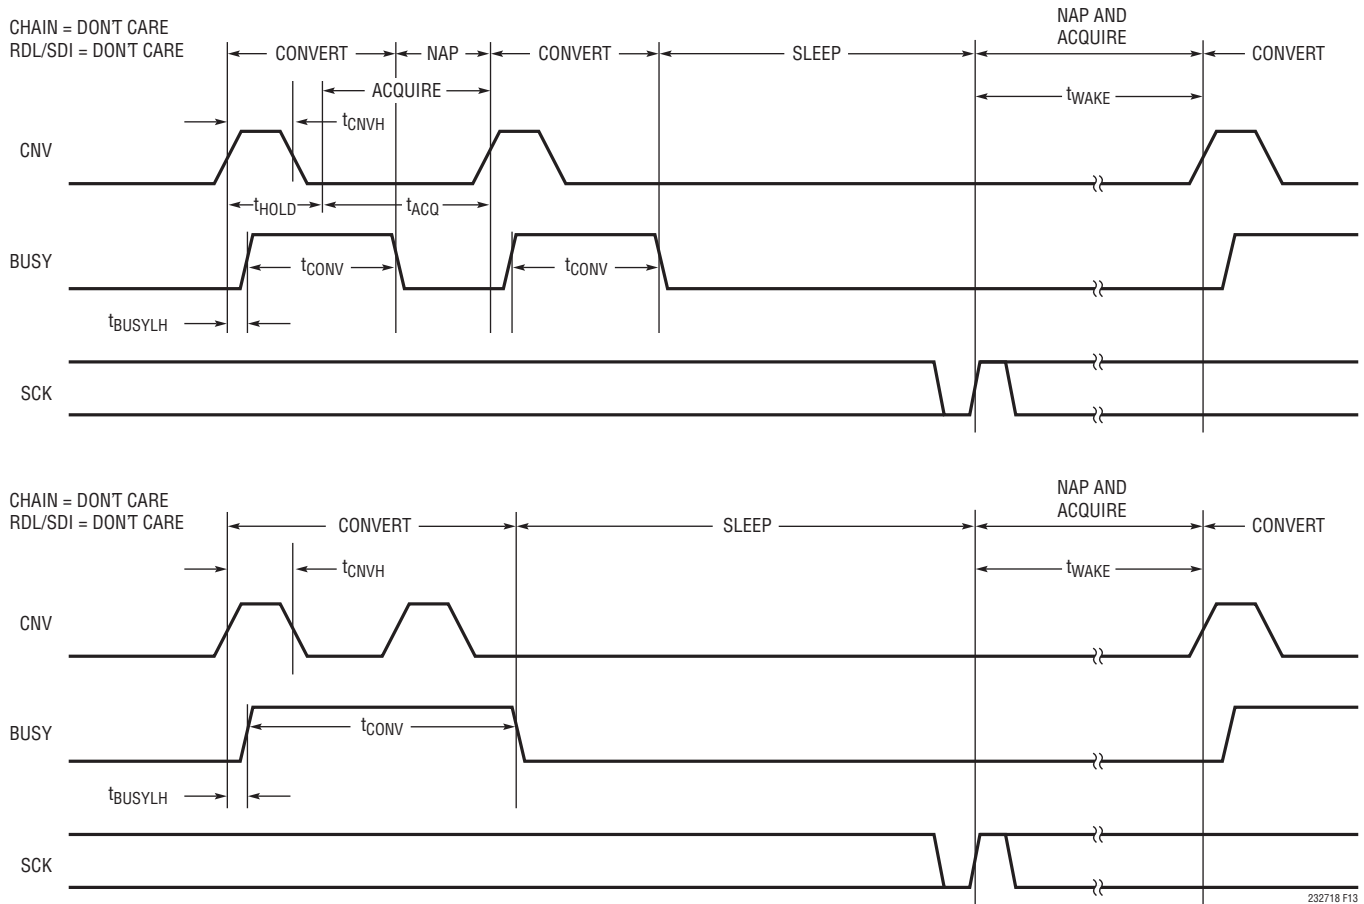 CHAIN = DON'T CARE
RDL/SDI = DON'T CARE
NAP AND
ACQUIRE
CONVERT
NAP
CONVERT
SLEEP
CONVERT
ACQUIRE
tWAKE
tCNVH
CNV
tHOLD
tACQ
BUSY
tCONV
tCONV
tBUSYLH
SCK
CHAIN = DON'T CARE
RDL/SDI = DON'T CARE
NAP AND
ACQUIRE
CONVERT
SLEEP
CONVERT
tCNVH
tWAKE
CNV
BUSY
tCONV
tBUSYLH
SCK
232718 F13